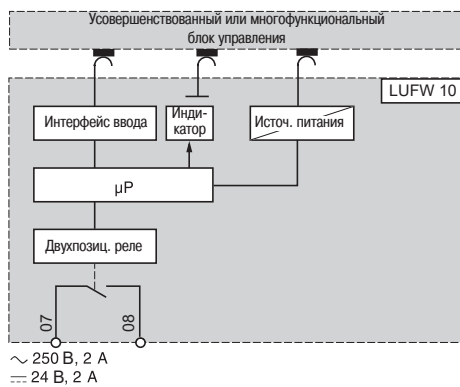 Усовершенствованный или многофункциональный
блок управления
LUFW 10
Интерфейс ввода
Инди-
катор
Источ. питания
µP
Двухпозиц. реле
07
08
∼ 250 В, 2 А
⎓ 24 В, 2 А